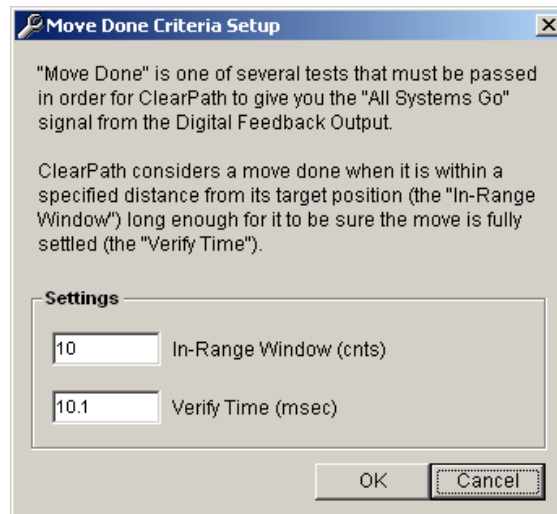 Move Done Criteria Setup
"Move Done" is one of several tests that must be passed
in order for ClearPath to give you the "All Systems Go"
signal from the Digital Feedback Output.
ClearPath considers a move done when it is within a
specified distance from its target position (the "In-Range
Window") long enough for it to be sure the move is fully
settled (the "Verify Time").
Settings
10 In-Range Window (cnts)
10.1 Verify Time (msec)
OK Cancel